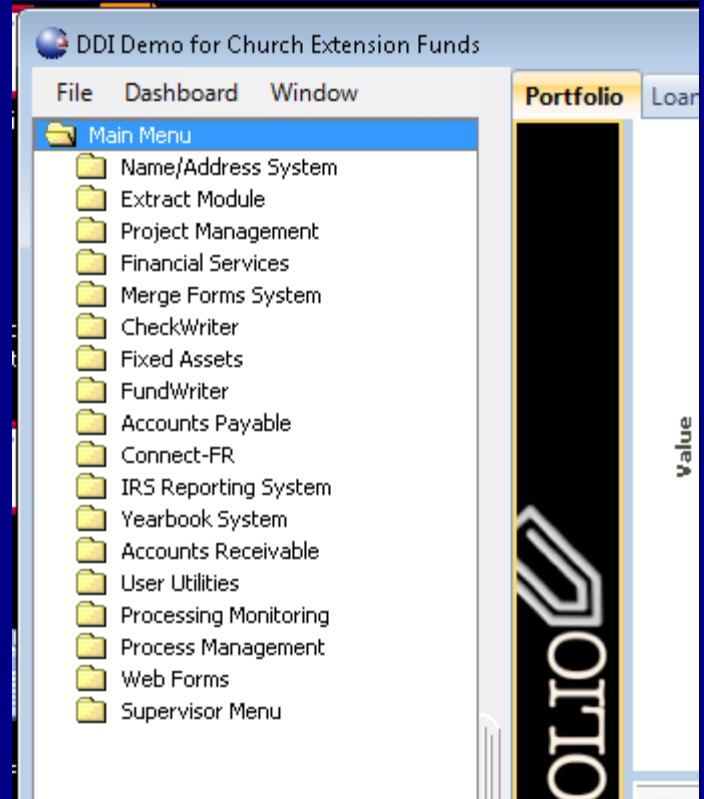 DDI Demo for Church Extension Funds
File Dashboard Window
Portfolio
Main Menu
Name/Address System
Extract Module
Project Management
Financial Services
Merge Forms System
CheckWriter
Fixed Assets
FundWriter
Accounts Payable
Connect-FR
IRS Reporting System
Yearbook System
Accounts Receivable
User Utilities
Processing Monitoring
Process Management
Web Forms
Supervisor Menu
Value
OLIO